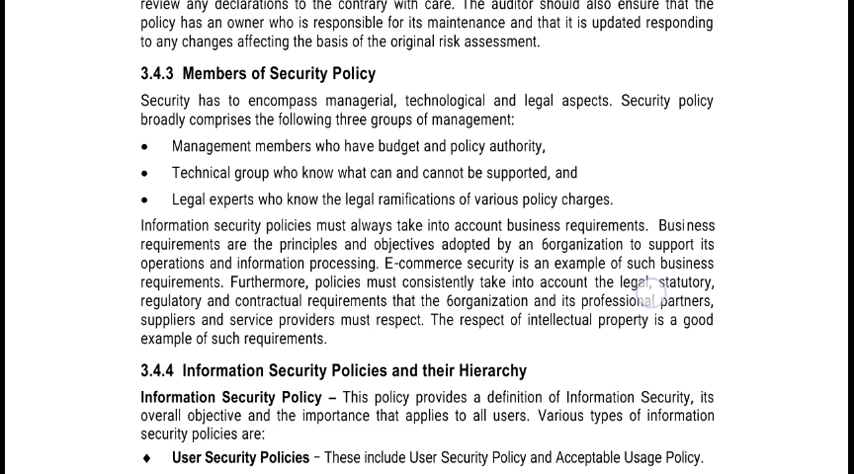 review any declarations to the contrary with care. The auditor should also ensure that the
policy has an owner who is responsible for its maintenance and that it is updated responding
to any changes affecting the basis of the original risk assessment.
3.4.3 Members of Security Policy
Security has to encompass managerial, technological and legal aspects. Security policy
broadly comprises the following three groups of management:
• Management members who have budget and policy authority,
• Technical group who know what can and cannot be supported, and
• Legal experts who know the legal ramifications of various policy charges.
Information security policies must always take into account business requirements. Business
requirements are the principles and objectives adopted by an 6organization to support its
operations and information processing. E-commerce security is an example of such business
requirements. Furthermore, policies must consistently take into account the legal, statutory,
regulatory and contractual requirements that the 6organization and its professional partners,
suppliers and service providers must respect. The respect of intellectual property is a good
example of such requirements.
3.4.4 Information Security Policies and their Hierarchy
Information Security Policy – This policy provides a definition of Information Security, its
overall objective and the importance that applies to all users. Various types of information
security policies are:
♦ User Security Policies – These include User Security Policy and Acceptable Usage Policy.